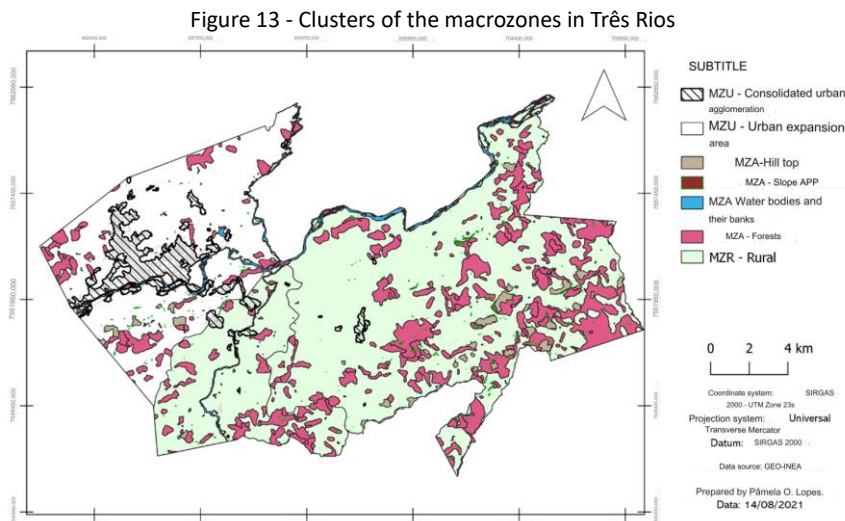 Figure 13 - Clusters of the macrozones in Três Rios
SUBTITLE
MZU - Consolidated urban
agglomeration
MZU - Urban expansion
area
MZA-Hill top
MZA - Slope APP
MZA Water bodies and
their banks
MZA - Forests
MZR - Rural
0 2 4 km
Coordinate system: SIRGAS
2000 - UTM Zone 23s
Projection system: Universal
Transverse Mercator
Datum: SIRGAS 2000
Data source: GEO-INEA
Prepared by Pâmela O. Lopes.
Data: 14/08/2021